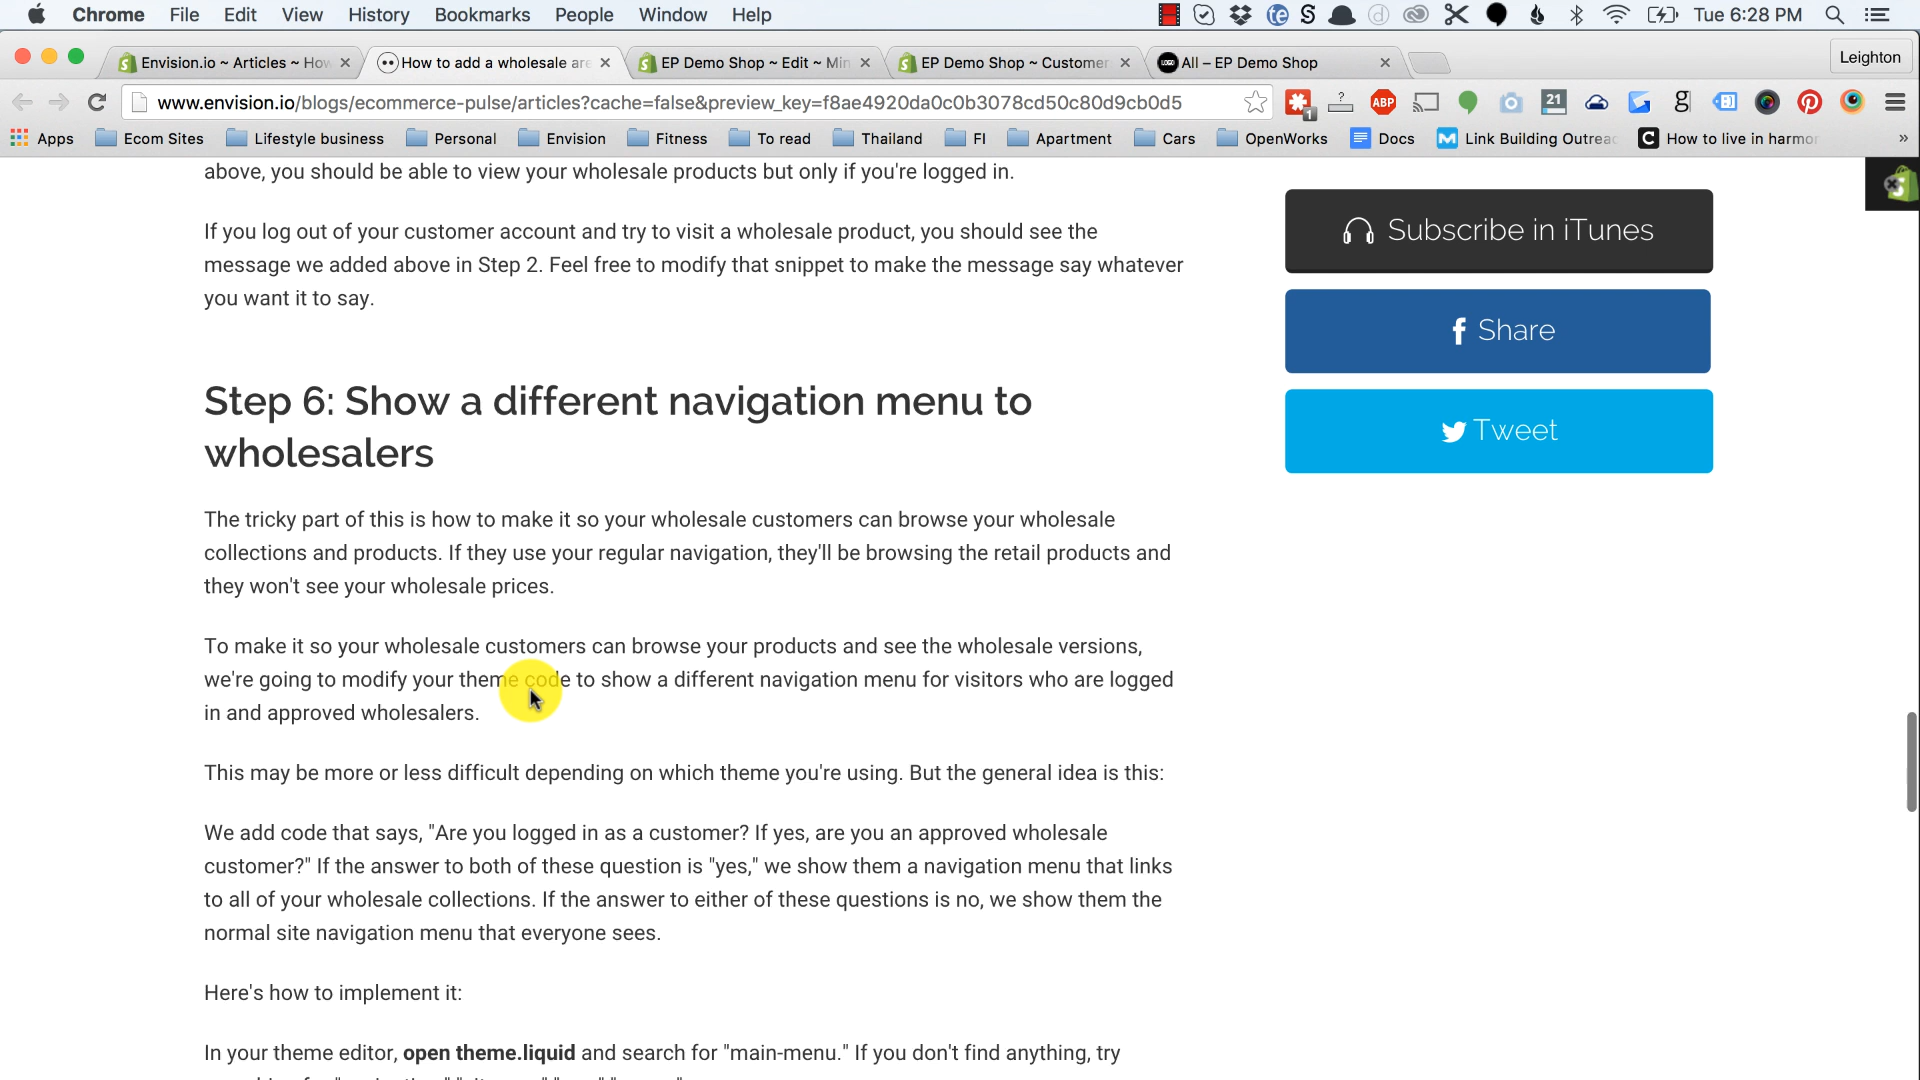 Chrome File Edit View History Bookmarks People Window Help Tue 6:28 PM
Envision.io ~ Articles ~ How
How to add a wholesale are
EP Demo Shop ~ Edit ~ Min
EP Demo Shop ~ Customer
All – EP Demo Shop
Leighton
www.envision.io/blogs/ecommerce-pulse/articles?cache=false&preview_key=f8ae4920da0c0b3078cd50c80d9cb0d5
1
?
ABP
21
Apps Ecom Sites Lifestyle business Personal Envision Fitness To read Thailand FI Apartment Cars OpenWorks Docs Link Building Outreac How to live in harmor »
above, you should be able to view your wholesale products but only if you're logged in.
If you log out of your customer account and try to visit a wholesale product, you should see the
message we added above in Step 2. Feel free to modify that snippet to make the message say whatever
you want it to say.
Step 6: Show a different navigation menu to
wholesalers
The tricky part of this is how to make it so your wholesale customers can browse your wholesale
collections and products. If they use your regular navigation, they'll be browsing the retail products and
they won't see your wholesale prices.
To make it so your wholesale customers can browse your products and see the wholesale versions,
we're going to modify your theme code to show a different navigation menu for visitors who are logged
in and approved wholesalers.
This may be more or less difficult depending on which theme you're using. But the general idea is this:
We add code that says, "Are you logged in as a customer? If yes, are you an approved wholesale
customer?" If the answer to both of these question is "yes," we show them a navigation menu that links
to all of your wholesale collections. If the answer to either of these questions is no, we show them the
normal site navigation menu that everyone sees.
Here's how to implement it:
In your theme editor, open theme.liquid and search for "main-menu." If you don't find anything, try
Subscribe in iTunes
Share
Tweet